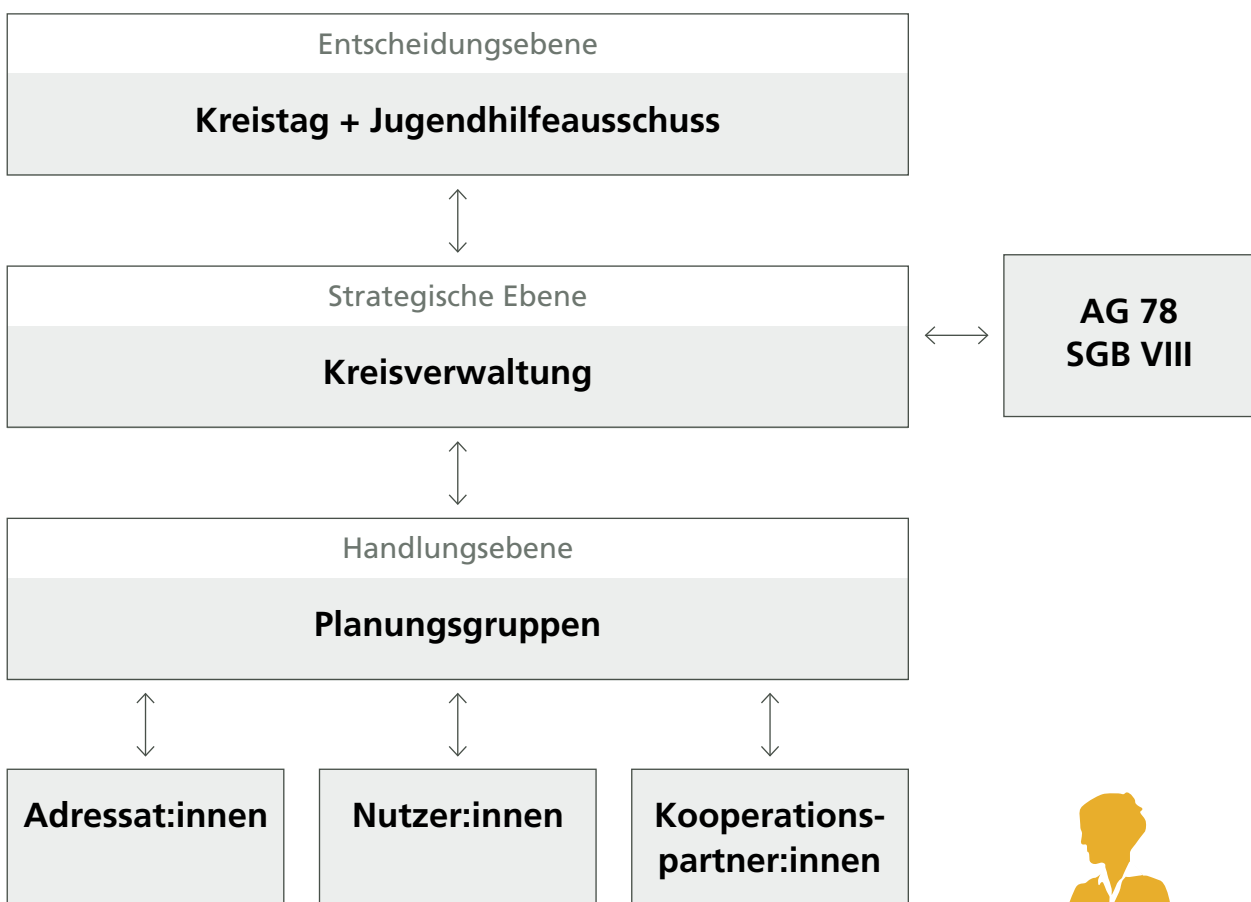 Entscheidungsebene
Kreistag + Jugendhilfeausschuss
Strategische Ebene
Kreisverwaltung
AG 78
SGB VIII
Handlungsebene
Planungsgruppen
Adressat:innen
Nutzer:innen
Kooperations-
partner:innen